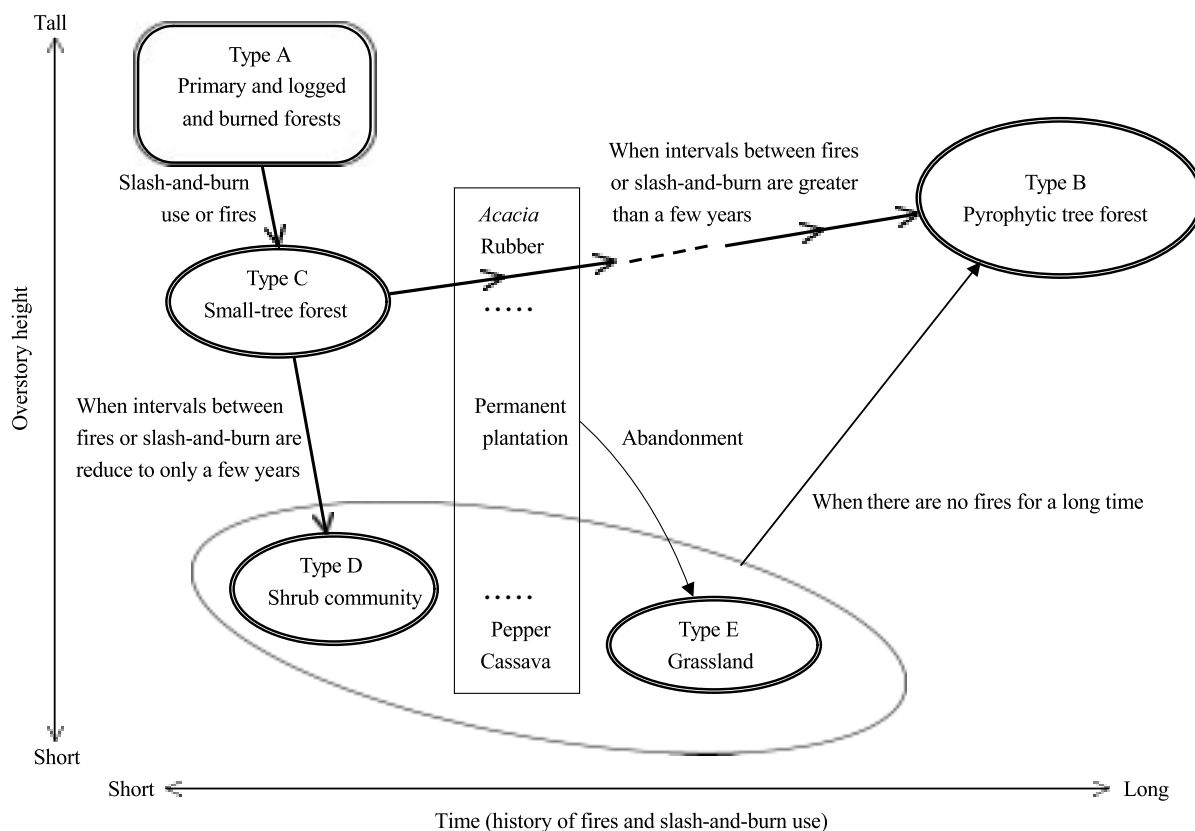 Tall
Type A
Primary and logged
and burned forests
Slash-and-burn
use or fires
When intervals between fires
or slash-and-burn are greater
than a few years
Type B
Pyrophytic tree forest
Acacia
Rubber
.....
Type C
Small-tree forest
Overstory height
When intervals between
fires or slash-and-burn are
reduce to only a few years
Permanent
plantation
Abandonment
When there are no fires for a long time
Type D
Shrub community
.....
Pepper
Cassava
Type E
Grassland
Short
Short
Long
Time (history of fires and slash-and-burn use)